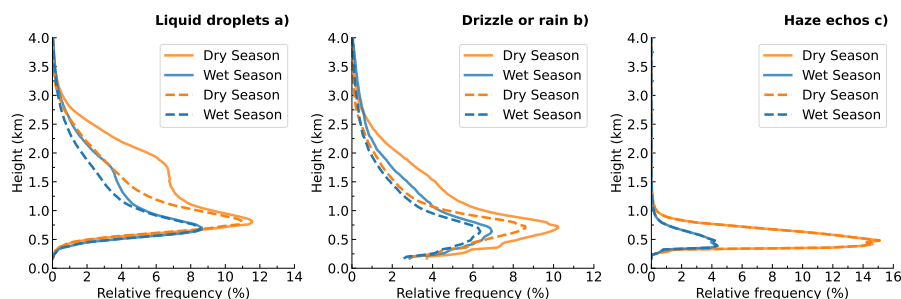 Liquid droplets a)
Height (km)
4.0
3.5
3.0
2.5
2.0
1.5
1.0
0.5
0.0
Dry Season
Wet Season
Dry Season
Wet Season
0 2 4 6 8 10 12 14
Relative frequency (%)
Drizzle or rain b)
Height (km)
4.0
3.5
3.0
2.5
2.0
1.5
1.0
0.5
0.0
Dry Season
Wet Season
Dry Season
Wet Season
0 2 4 6 8 10 12
Relative frequency (%)
Haze echos c)
Height (km)
4.0
3.5
3.0
2.5
2.0
1.5
1.0
0.5
0.0
Dry Season
Wet Season
Dry Season
Wet Season
0 2 4 6 8 10 12 14 16
Relative frequency (%)